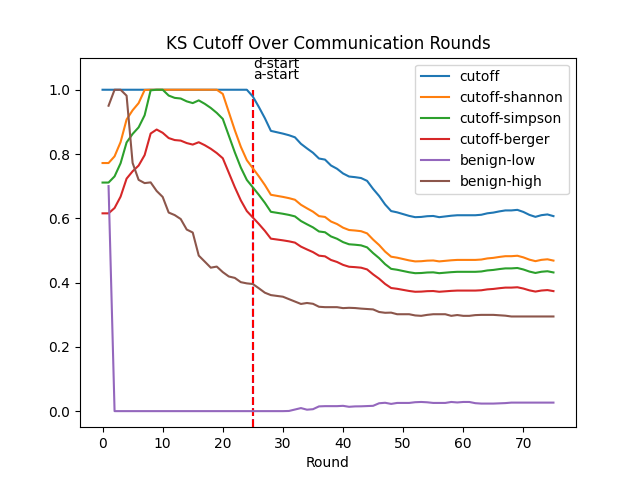 KS Cutoff Over Communication Rounds
d-start
a-start
cutoff
cutoff-shannon
cutoff-simpson
cutoff-berger
benign-low
benign-high
1.0
0.8
0.6
0.4
0.2
0.0
0 10 20 30 40 50 60 70
Round